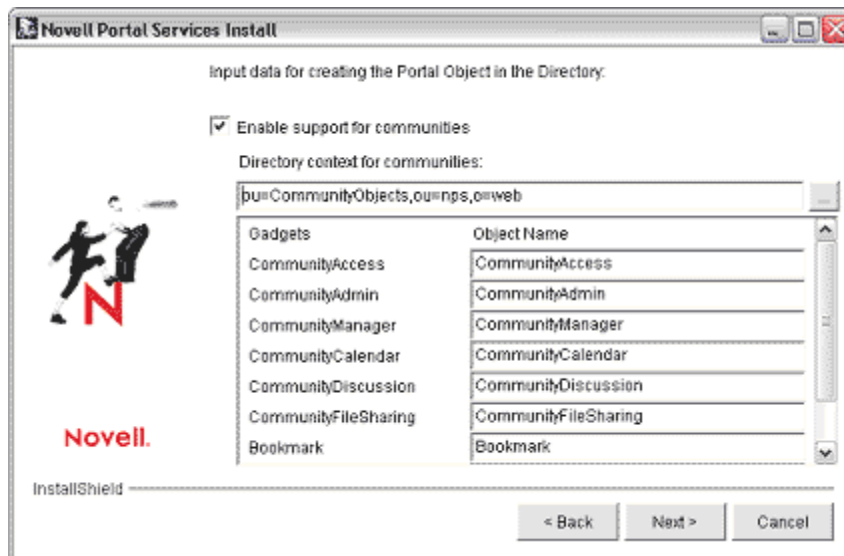 Novell Portal Services Install
Input data for creating the Portal Object in the Directory:
Enable support for communities
Directory context for communities:
ou=CommunityObjects,ou=nps,o=web
...
Gadgets Object Name
CommunityAccess CommunityAccess
CommunityAdmin CommunityAdmin
CommunityManager CommunityManager
CommunityCalendar CommunityCalendar
CommunityDiscussion CommunityDiscussion
CommunityFileSharing CommunityFileSharing
Bookmark Bookmark
N
Novell.
InstallShield
< Back Next > Cancel